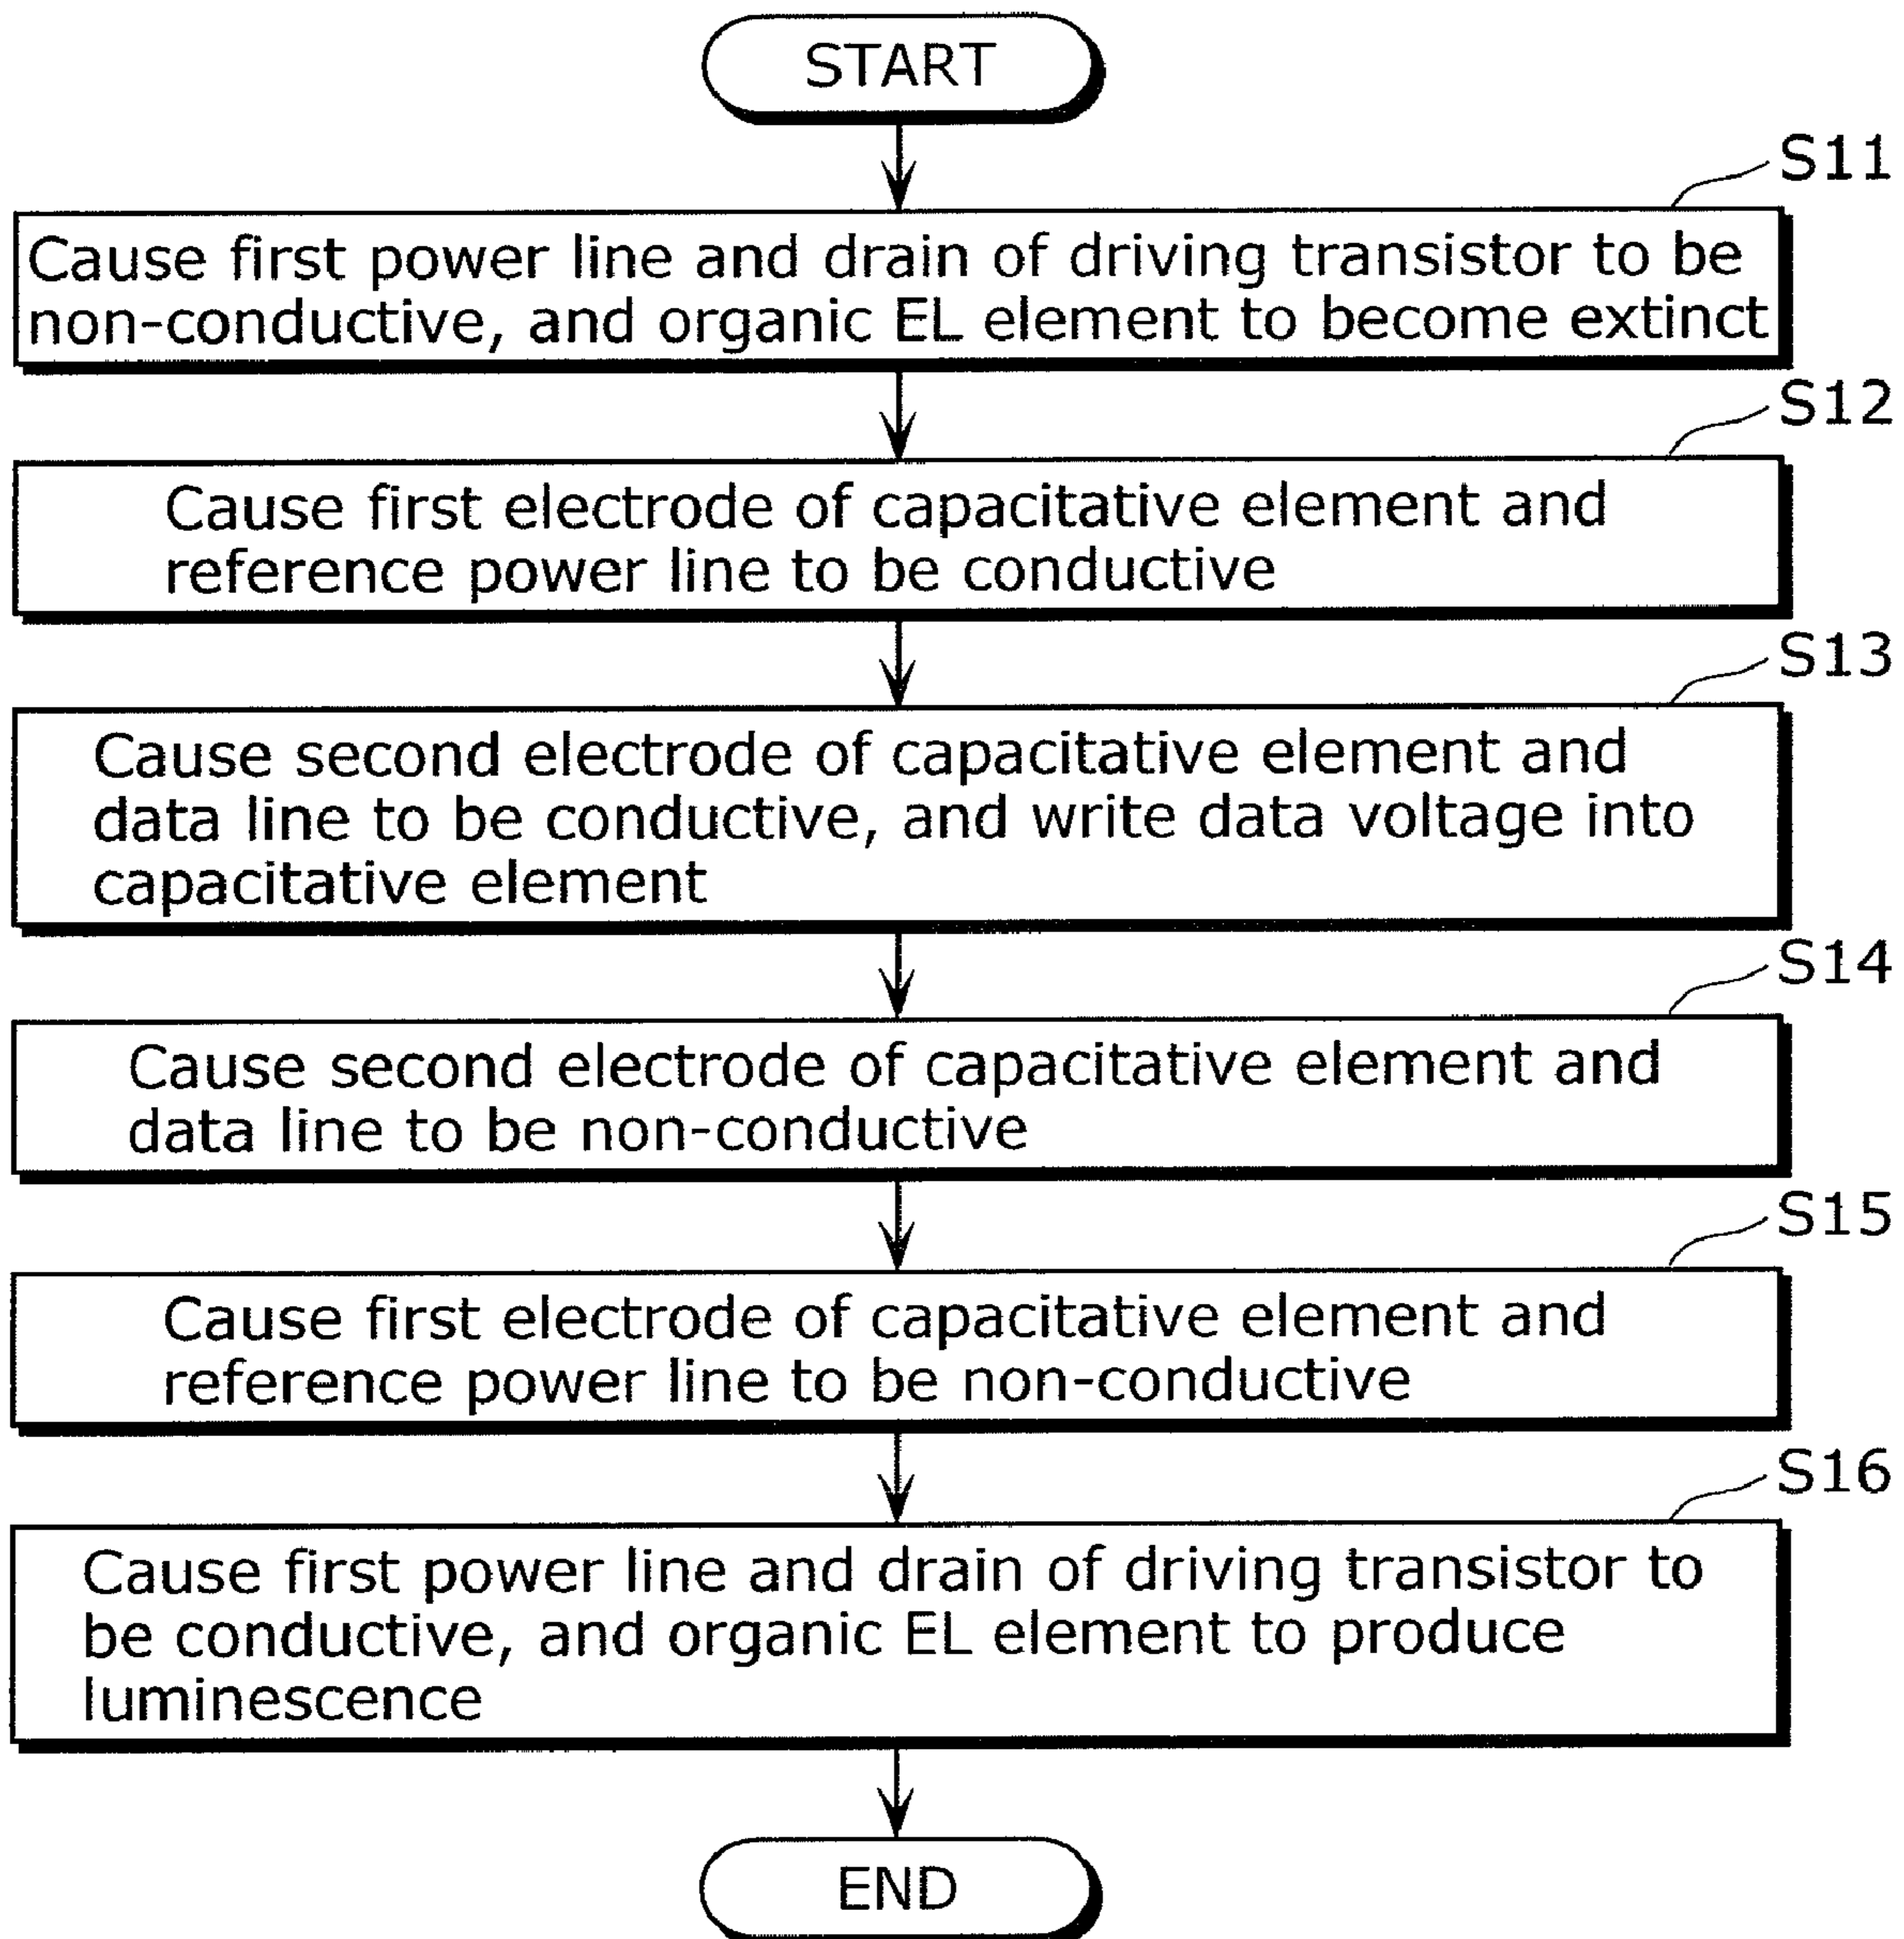 START
S11
Cause first power line and drain of driving transistor to be
non-conductive, and organic EL element to become extinct
S12
Cause first electrode of capacitative element and
reference power line to be conductive
S13
Cause second electrode of capacitative element and
data line to be conductive, and write data voltage into
capacitative element
S14
Cause second electrode of capacitative element and
data line to be non-conductive
S15
Cause first electrode of capacitative element and
reference power line to be non-conductive
S16
Cause first power line and drain of driving transistor to
be conductive, and organic EL element to produce
luminescence
END